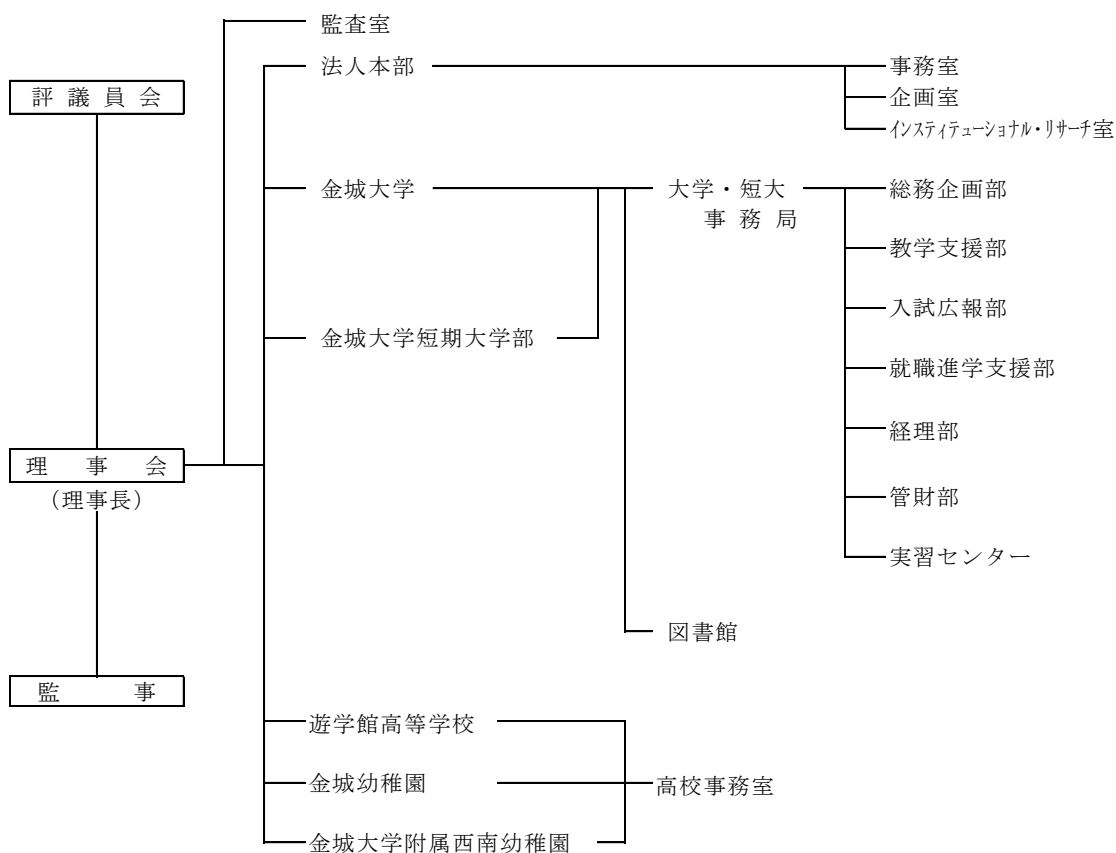 監査室
法人本部
事務室
評議員会
企画室
インスティテューショナル・リサーチ室
金城大学
大学・短大
事務局
総務企画部
教学支援部
入試広報部
金城大学短期大学部
就職進学支援部
経理部
理事会
(理事長)
管財部
実習センター
図書館
監事
遊学館高等学校
金城幼稚園
高校事務室
金城大学附属西南幼稚園